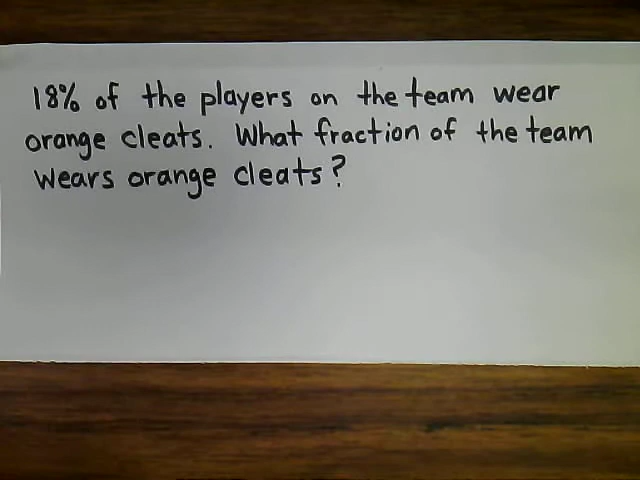 18% of the players on the team wear
orange cleats. What fraction of the team
wears orange cleats?